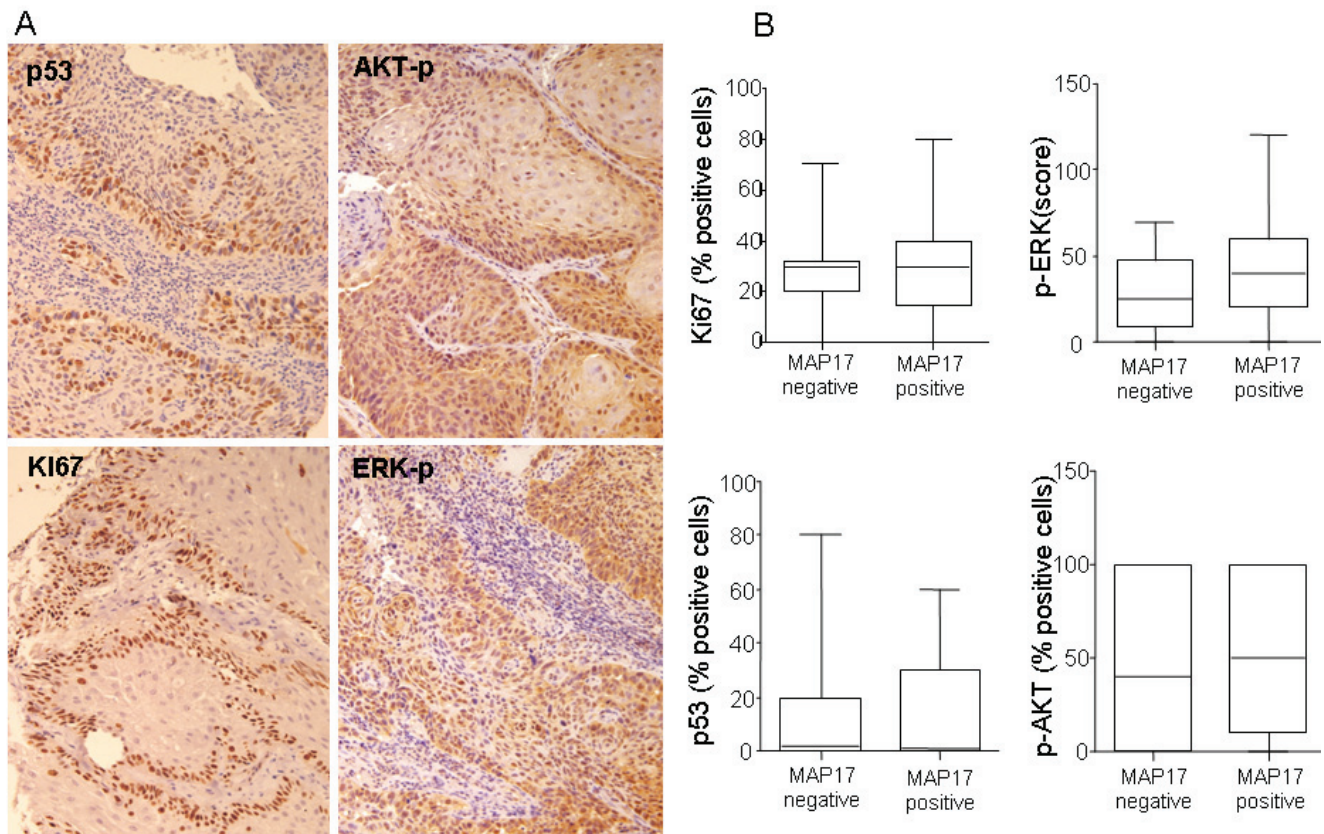 A
B
p53
AKT-p
KI67
ERK-p
Ki67 (% positive cells)
100
80
60
40
20
0
MAP17
negative
MAP17
positive
p-ERK(score)
150
100
50
0
MAP17
negative
MAP17
positive
p53 (% positive cells)
100
80
60
40
20
0
MAP17
negative
MAP17
positive
p-AKT (% positive cells)
150
100
50
0
MAP17
negative
MAP17
positive